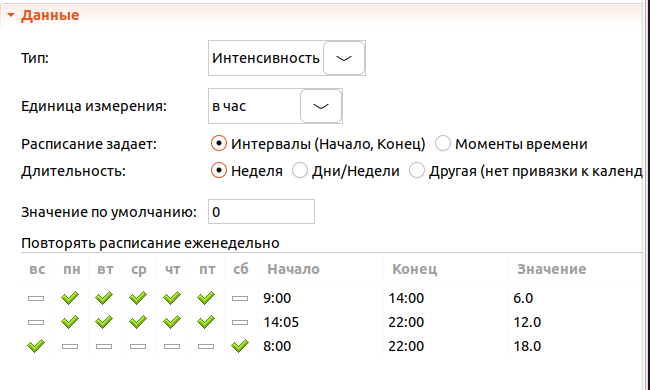 Данные
Тип: Интенсивность
Единица измерения: в час
Расписание задает: Интервалы (Начало, Конец) Моменты времени
Длительность: Неделя Дни/Недели Другая (нет привязки к календ
Значение по умолчанию: 0
Повторять расписание еженедельно
вс пн вт ср чт пт сб Начало Конец Значение
9:00 14:00 6.0
14:05 22:00 12.0
8:00 22:00 18.0